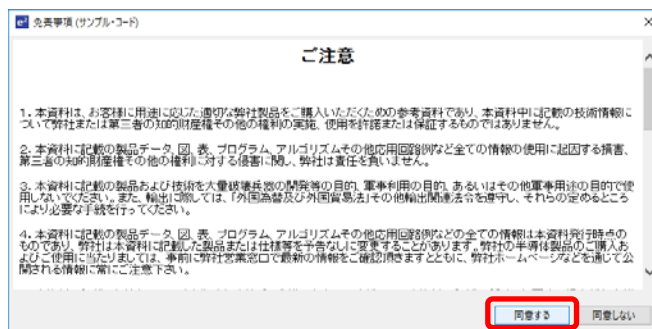 免責事項 (サンプル・コード)
ご注意
1. 本資料は、お客様に用途に応じた適切な弊社製品をご購入いただくための参考資料であり、本資料中に記載の技術情報に
ついて弊社または第三者の知的財産権その他の権利の実施、使用を許諾または保証するものではありません。
2. 本資料に記載の製品データ、図、表、プログラム、アルゴリズムその他応用回路例など全ての情報の使用に起因する損害、
第三者の知的財産権その他の権利に対する侵害に関し、弊社は責任を負いません。
3. 本資料に記載の製品および技術を大量破壊兵器の開発等の目的、軍事利用の目的、あるいはその他軍事用途の目的で使
用しないでください。また、輸出に際しては、「外国為替及び外国貿易法」その他輸出関連法令を遵守し、それらの定めるところ
により必要な手続を行ってください。
4. 本資料に記載の製品データ、図、表、プログラム、アルゴリズムその他応用回路例などの全ての情報は本資料発行時点の
ものであり、弊社は本資料に記載した製品または仕様等を予告なしに変更することがあります。弊社の半導体製品のご購入お
よびご使用に当たりましては、事前に弊社営業窓口で最新の情報をご確認頂きますとともに、弊社ホームページなどを通じて公
開される情報に常にご注意下さい。
同意する
同意しない